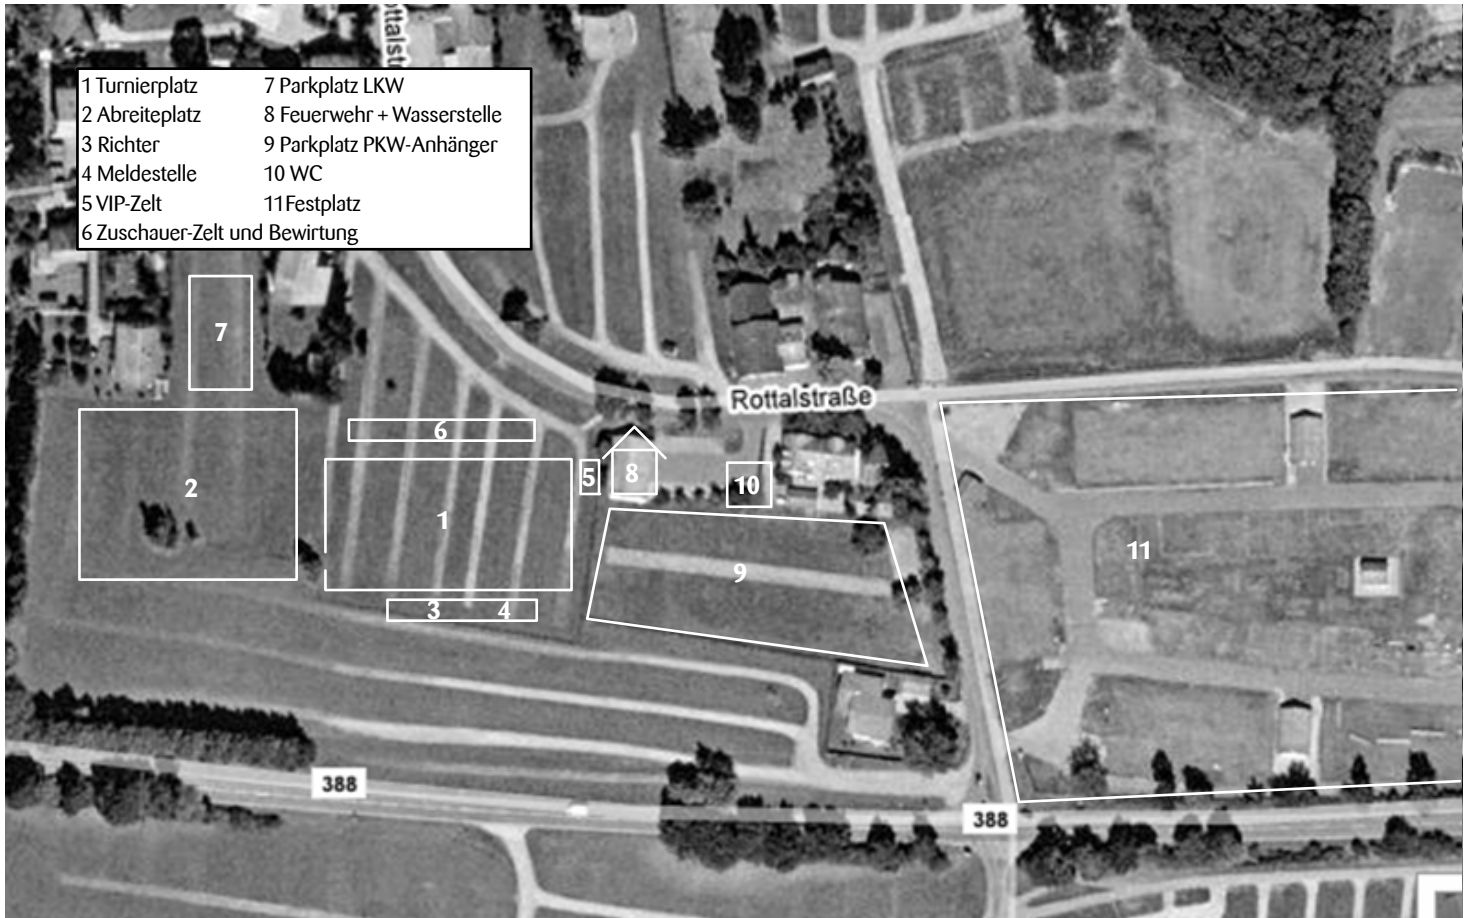 ottalstr
1 Turnierplatz 7 Parkplatz LKW
2 Abreiteplatz 8 Feuerwehr + Wasserstelle
3 Richter 9 Parkplatz PKW-Anhänger
4 Meldestelle 10 WC
5 VIP-Zelt 11 Festplatz
6 Zuschauer-Zelt und Bewirtung
7
Rottalstraße
6
2
5
8
10
1
11
9
3 4
388
388